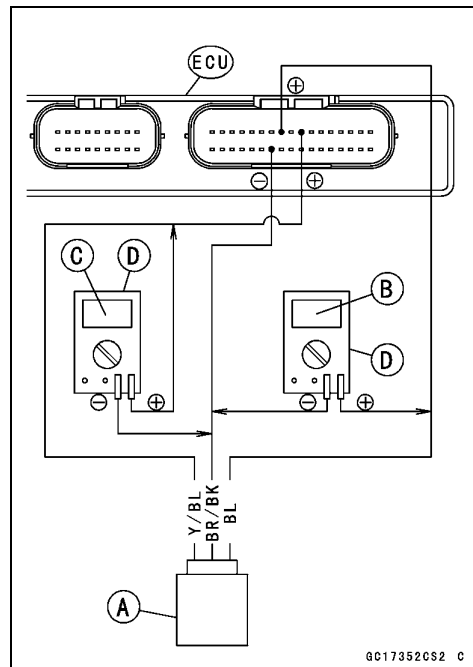 ECU
⊕
⊖ ⊕
C D
B
D
⊖ ⊕
⊖ ⊕
Y/BL
BR/BK
BL
A
GC17352CS2 C